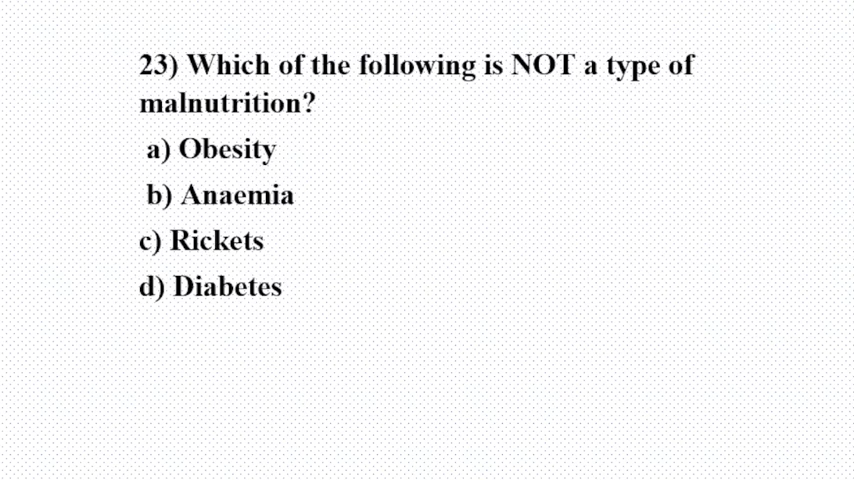 23) Which of the following is NOT a type of
malnutrition?
a) Obesity
b) Anaemia
c) Rickets
d) Diabetes